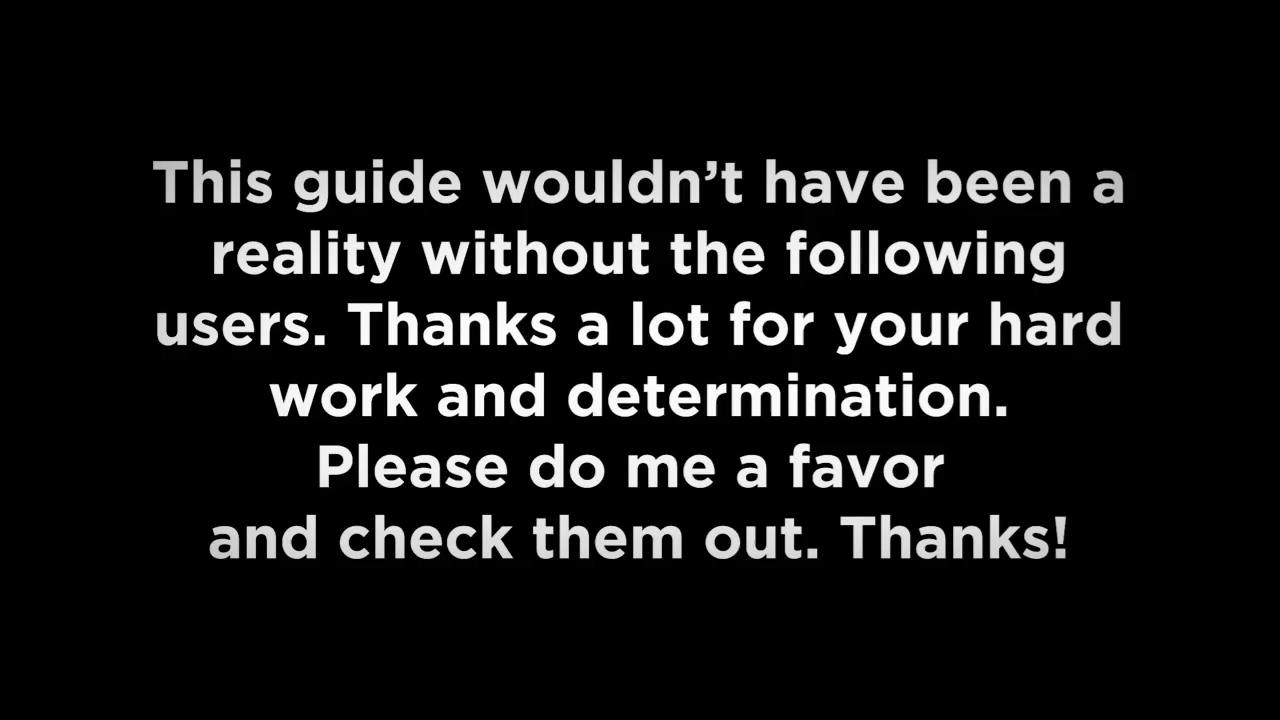 This guide wouldn’t have been a
reality without the following
users. Thanks a lot for your hard
work and determination.
Please do me a favor
and check them out. Thanks!